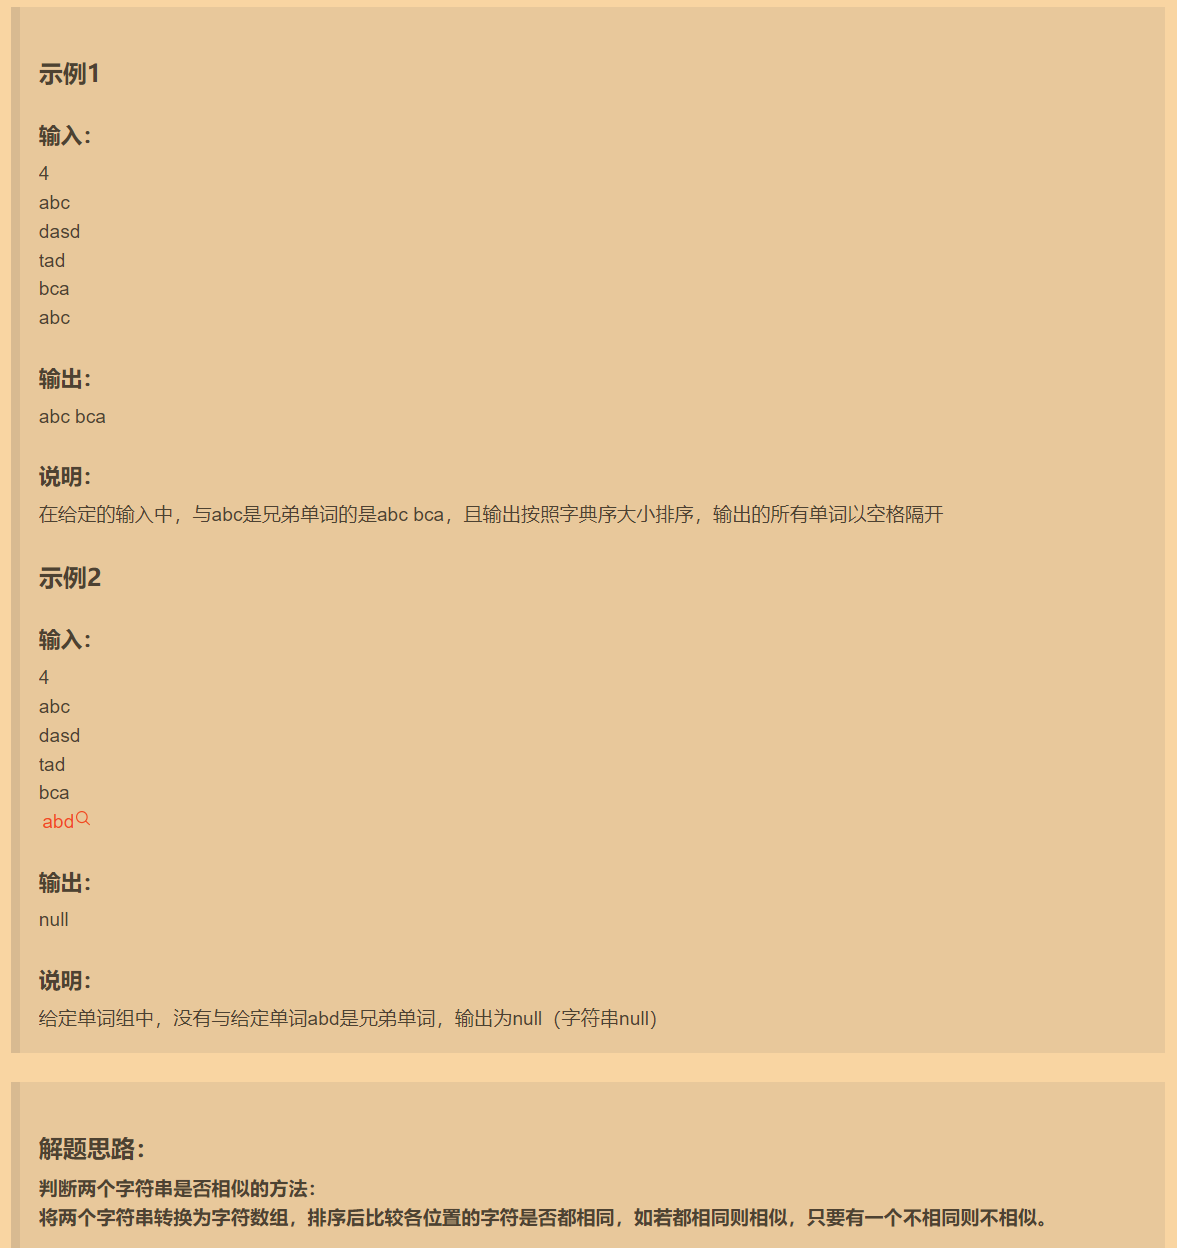 示例1
输入：
4
abc
dasd
tad
bca
abc
输出：
abc bca
说明：
在给定的输入中，与abc是兄弟单词的是abc bca，且输出按照字典序大小排序，输出的所有单词以空格隔开
示例2
输入：
4
abc
dasd
tad
bca
abd
输出：
null
说明：
给定单词组中，没有与给定单词abd是兄弟单词，输出为null（字符串null）
解题思路：
判断两个字符串是否相似的方法：
将两个字符串转换为字符数组，排序后比较各位置的字符是否都相同，如若都相同则相似，只要有一个不相同则不相似。